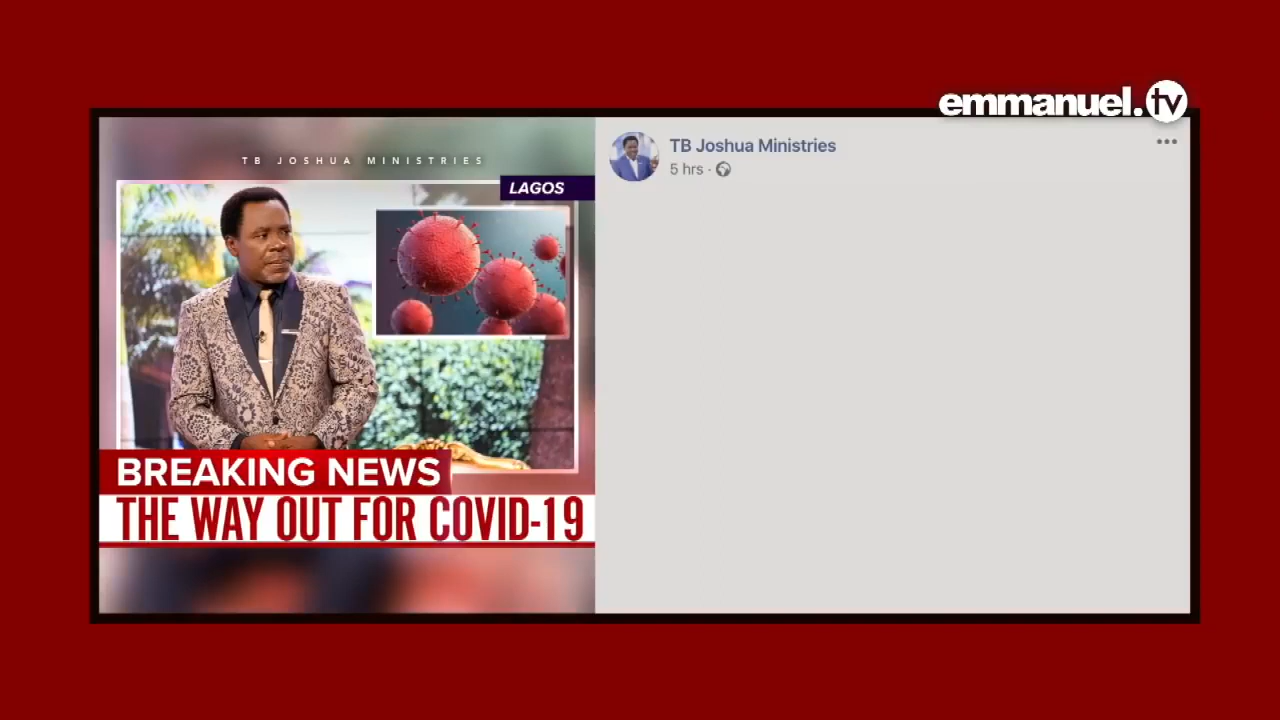 emmanuel.tv
TB JOSHUA MINISTRIES
LAGOS
BREAKING NEWS
THE WAY OUT FOR COVID-19
TB Joshua Ministries
5 hrs ·